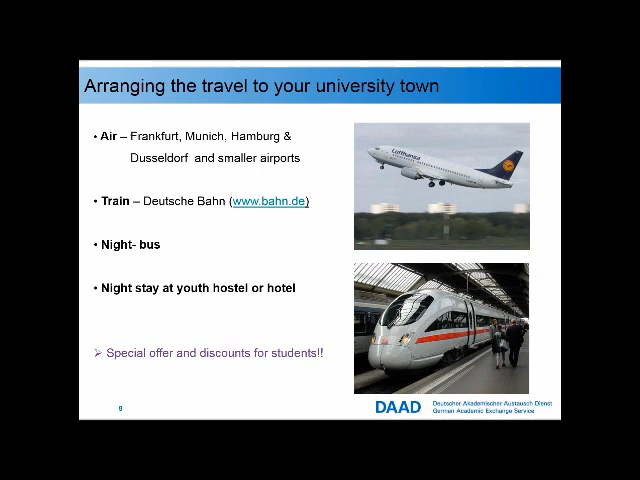 Arranging the travel to your university town
• Air – Frankfurt, Munich, Hamburg &
Dusseldorf and smaller airports
• Train – Deutsche Bahn (www.bahn.de)
• Night- bus
• Night stay at youth hostel or hotel
➢ Special offer and discounts for students!!
Lufthansa
9
DAAD
Deutscher Akademischer Austausch Dienst
German Academic Exchange Service